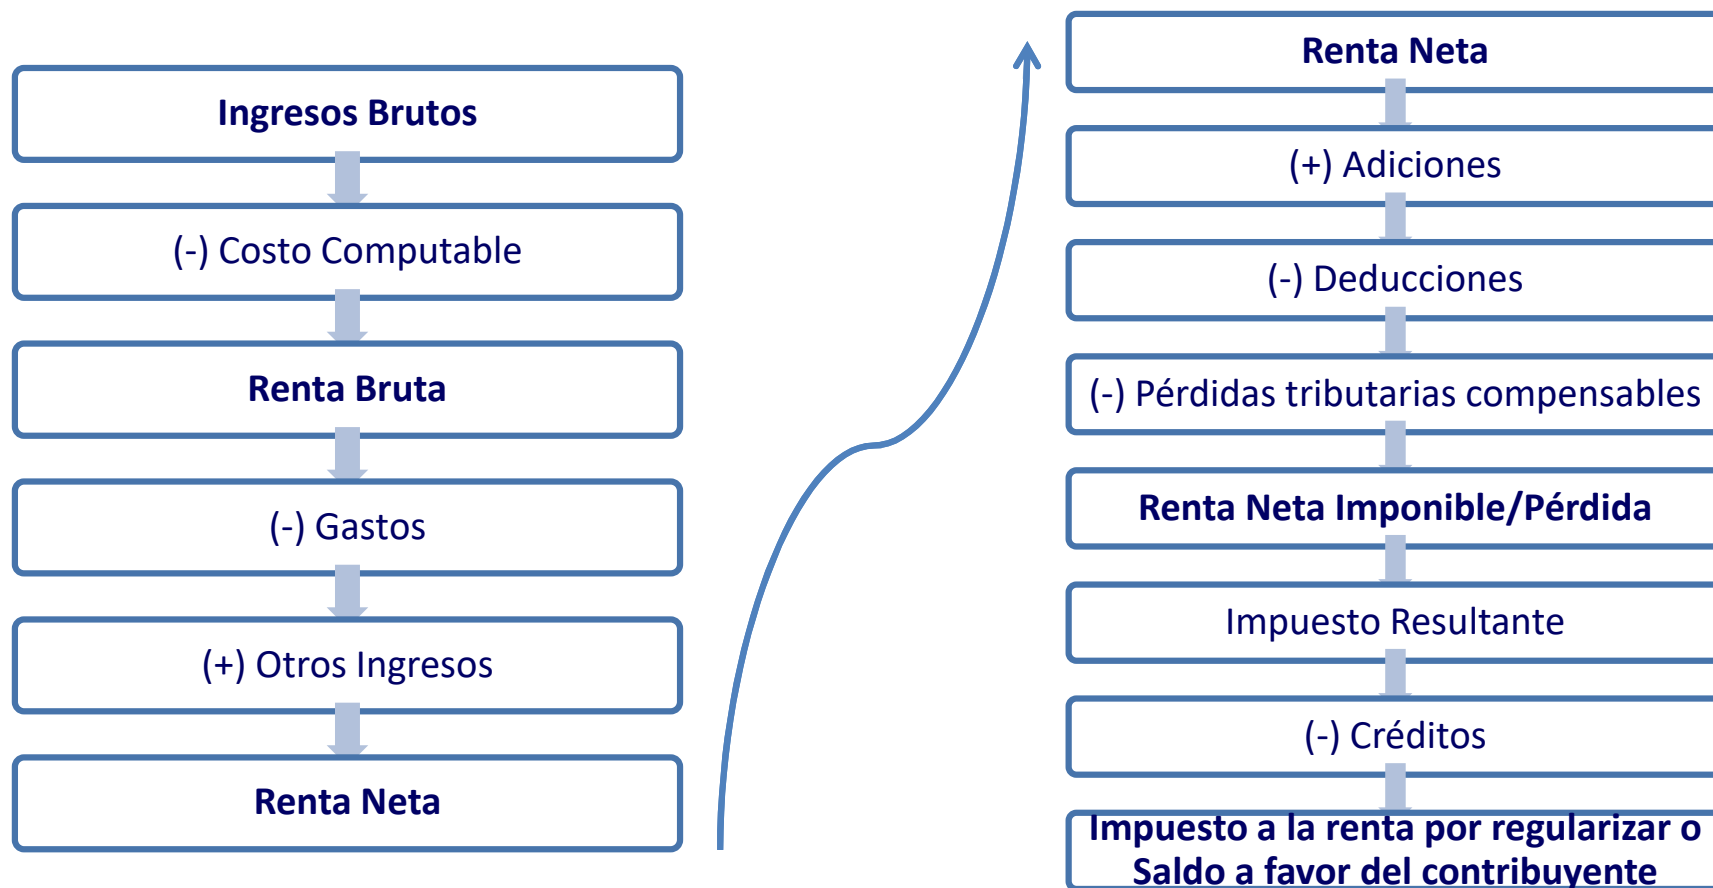 Ingresos Brutos
(-) Costo Computable
Renta Bruta
(-) Gastos
(+) Otros Ingresos
Renta Neta
Renta Neta
(+) Adiciones
(-) Deducciones
(-) Pérdidas tributarias compensables
Renta Neta Imponible/Pérdida
Impuesto Resultante
(-) Créditos
Impuesto a la renta por regularizar o
Saldo a favor del contribuyente